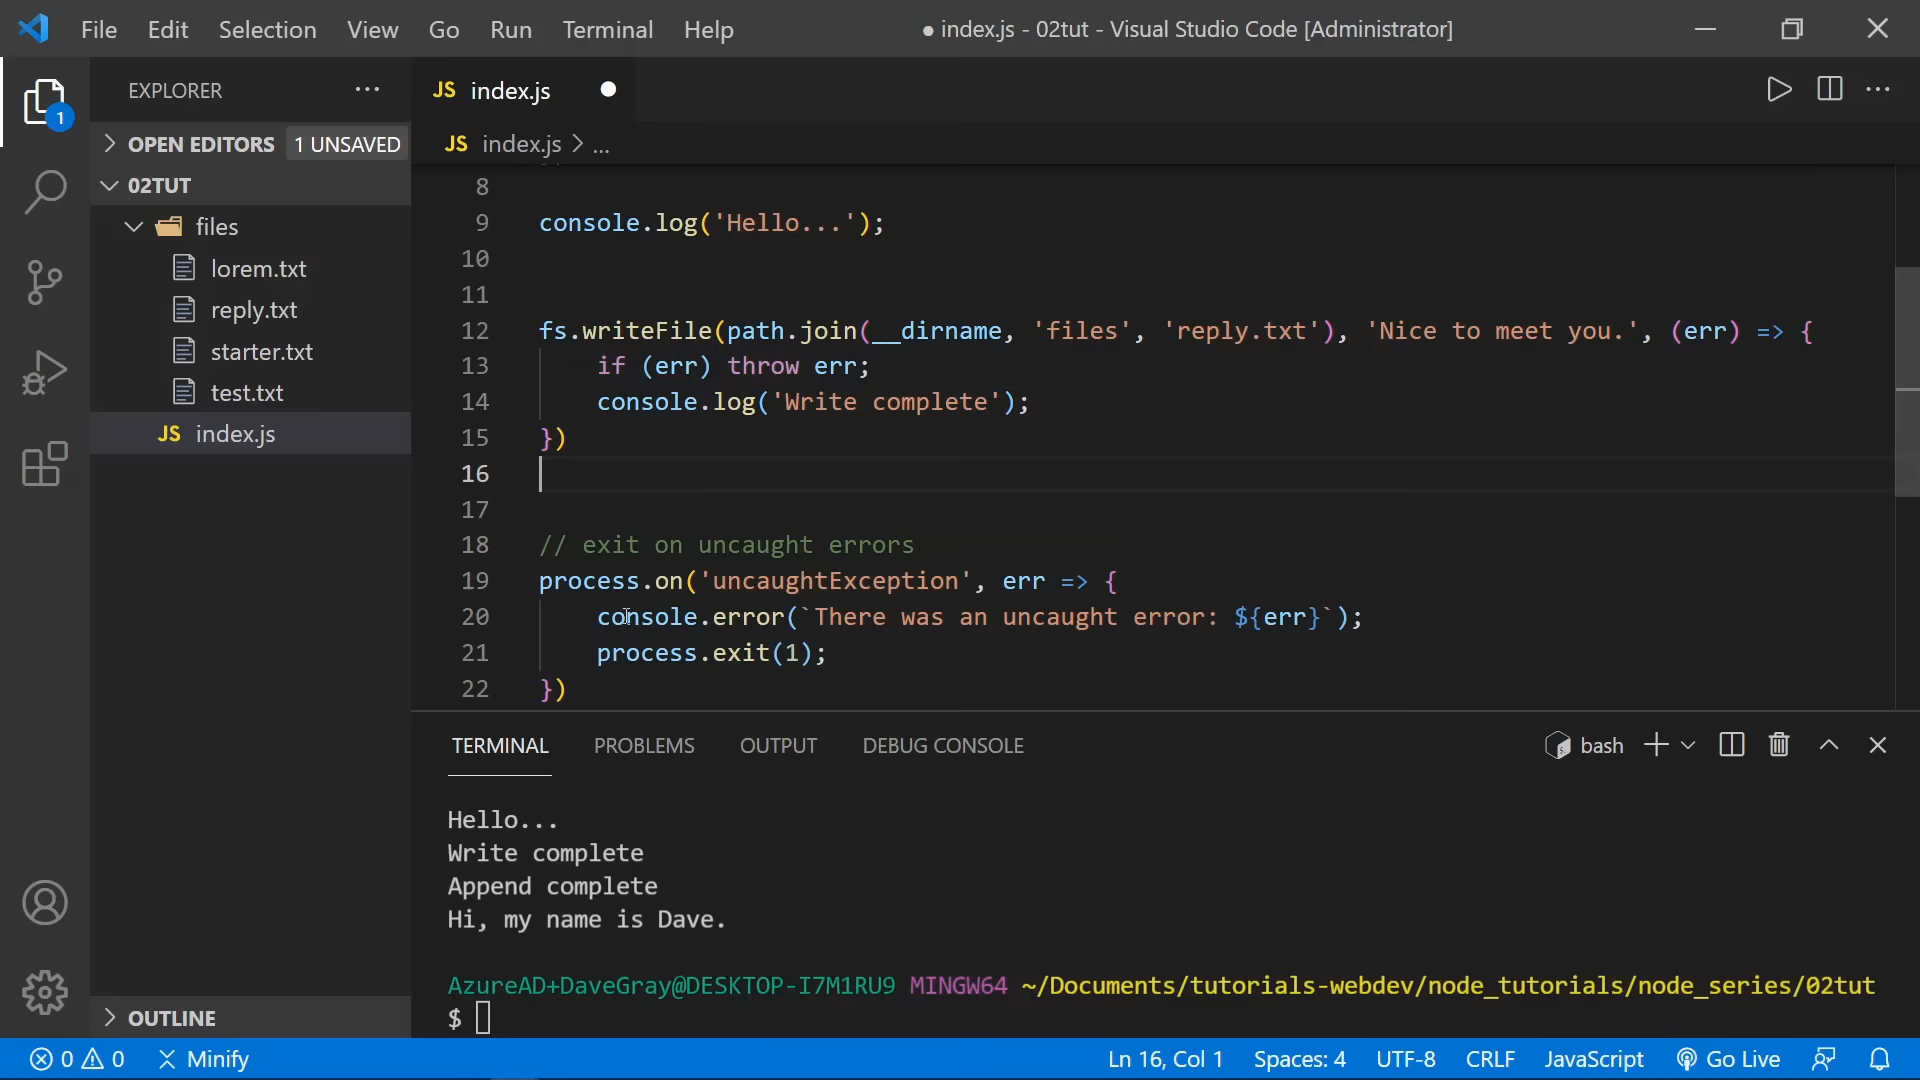 File Edit Selection View Go Run Terminal Help
● index.js - 02tut - Visual Studio Code [Administrator]
EXPLORER ...
1
OPEN EDITORS 1 UNSAVED
02TUT
files
lorem.txt
reply.txt
starter.txt
test.txt
JS index.js
OUTLINE
JS index.js
JS index.js > ...
8
9 console.log('Hello...');
10
11
12 fs.writeFile(path.join(__dirname, 'files', 'reply.txt'), 'Nice to meet you.', (err) => {
13 if (err) throw err;
14 console.log('Write complete');
15 })
16
17
18 // exit on uncaught errors
19 process.on('uncaughtException', err => {
20 console.error(`There was an uncaught error: ${err}`);
21 process.exit(1);
22 })
TERMINAL PROBLEMS OUTPUT DEBUG CONSOLE
bash
Hello...
Write complete
Append complete
Hi, my name is Dave.
AzureAD+DaveGray@DESKTOP-I7M1RU9 MINGW64 ~/Documents/tutorials-webdev/node_tutorials/node_series/02tut
$
0 0 Minify
Ln 16, Col 1 Spaces: 4 UTF-8 CRLF JavaScript Go Live